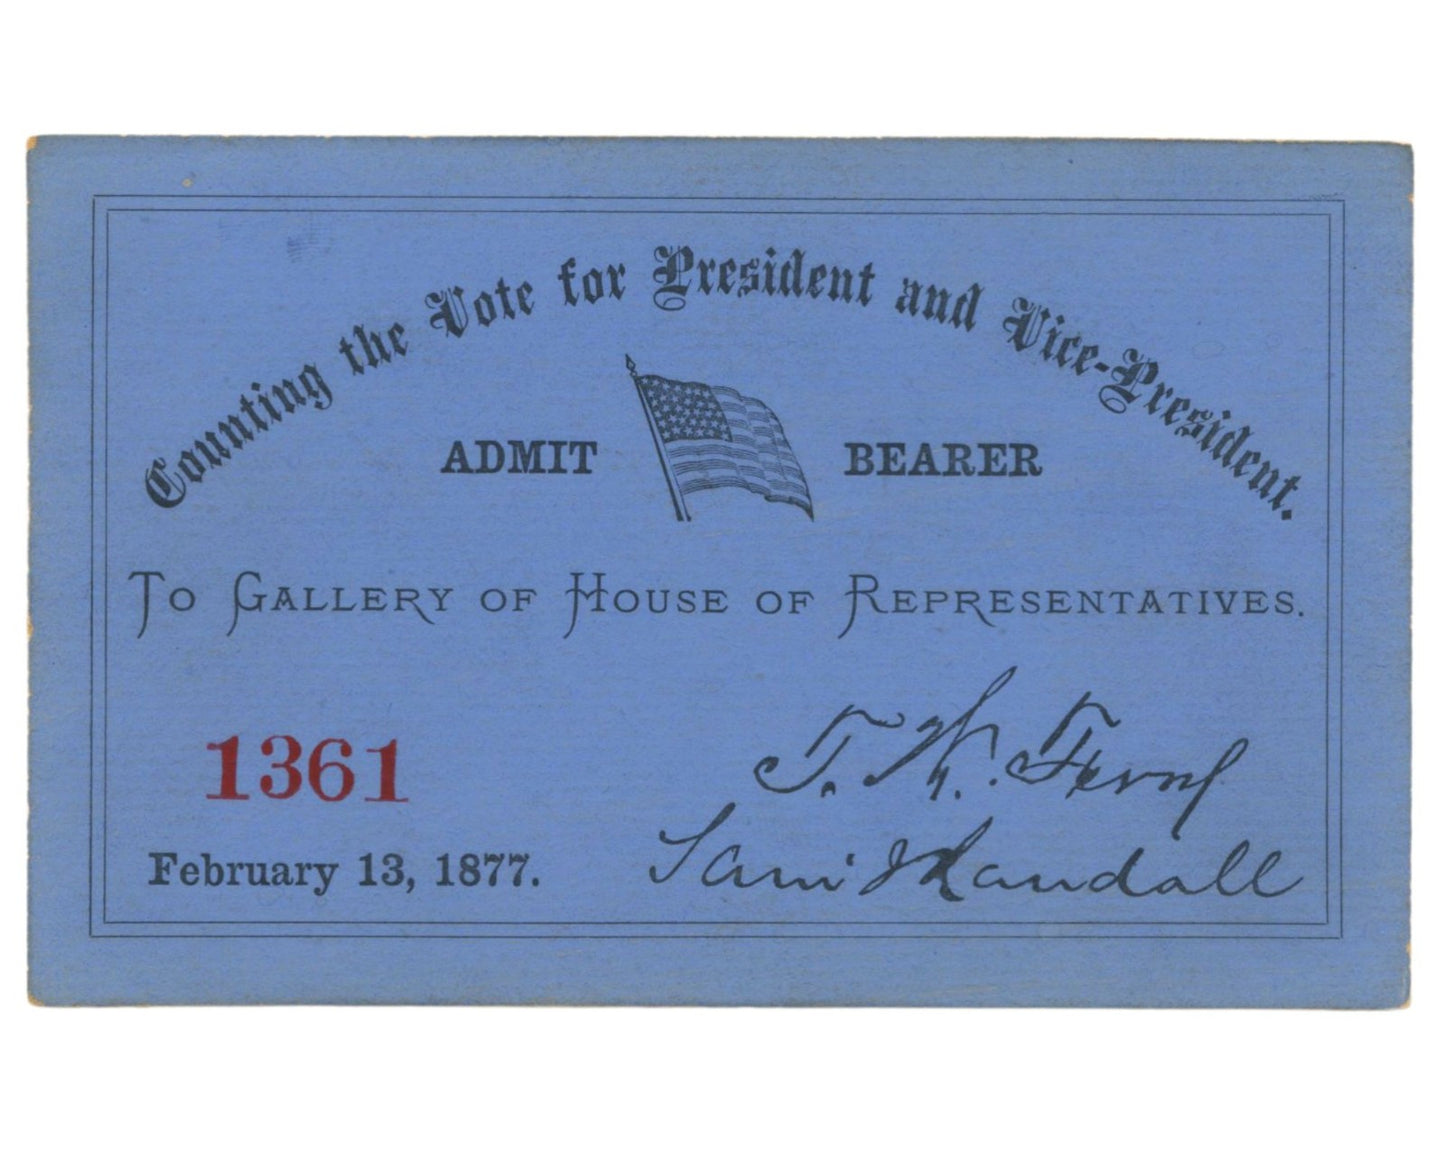 Counting the Vote for President and Vice-President.
ADMIT BEARER
To Gallery of House of Representatives.
1361
T. W. Ferry
February 13, 1877.
Saml J Randall